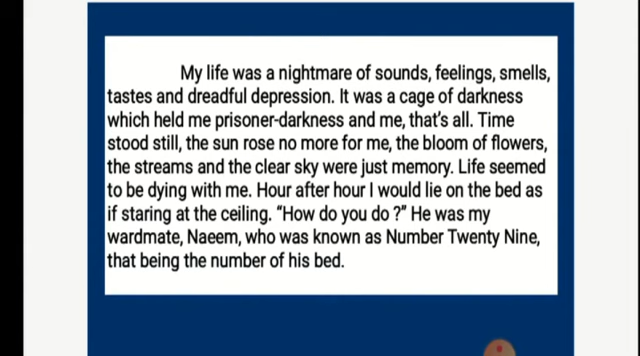 My life was a nightmare of sounds, feelings, smells,
tastes and dreadful depression. It was a cage of darkness
which held me prisoner-darkness and me, that's all. Time
stood still, the sun rose no more for me, the bloom of flowers,
the streams and the clear sky were just memory. Life seemed
to be dying with me. Hour after hour I would lie on the bed as
if staring at the ceiling. “How do you do ?” He was my
wardmate, Naeem, who was known as Number Twenty Nine,
that being the number of his bed.